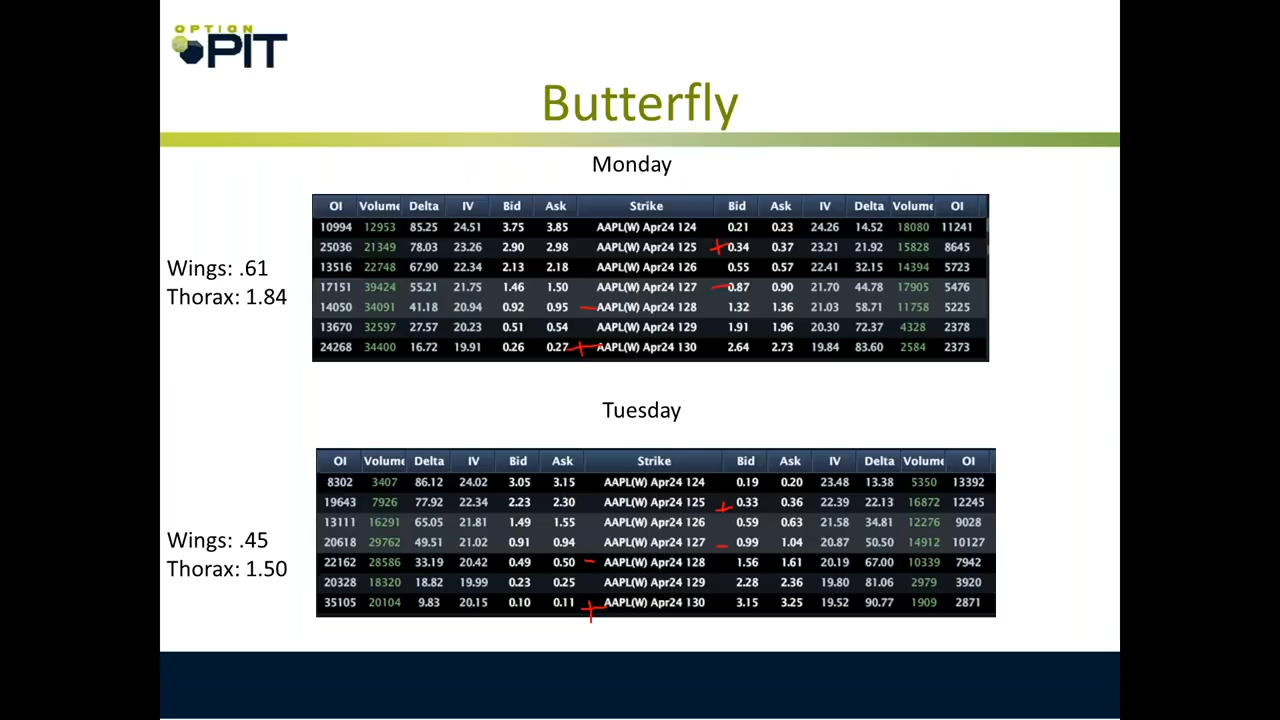 OPTION
PIT
Butterfly
Monday
OI Volume Delta IV Bid Ask Strike Bid Ask IV Delta Volume OI
10994 12953 85.25 24.51 3.75 3.85 AAPL(W) Apr24 124 0.21 0.23 24.26 14.52 18080 11241
25036 21349 78.03 23.26 2.90 2.98 AAPL(W) Apr24 125 0.34 0.37 23.21 21.92 15828 8645
13516 22748 67.90 22.34 2.13 2.18 AAPL(W) Apr24 126 0.55 0.57 22.41 32.15 14394 5723
17151 39424 55.21 21.75 1.46 1.50 AAPL(W) Apr24 127 0.87 0.90 21.70 44.78 17905 5476
14050 34091 41.18 20.94 0.92 0.95 AAPL(W) Apr24 128 1.32 1.36 21.03 58.71 11758 5225
13670 32597 27.57 20.23 0.51 0.54 AAPL(W) Apr24 129 1.91 1.96 20.30 72.37 4328 2378
24268 34400 16.72 19.91 0.26 0.27 AAPL(W) Apr24 130 2.64 2.73 19.84 83.60 2584 2373
Wings: .61
Thorax: 1.84
Tuesday
OI Volume Delta IV Bid Ask Strike Bid Ask IV Delta Volume OI
8302 3407 86.12 24.02 3.05 3.15 AAPL(W) Apr24 124 0.19 0.20 23.48 13.38 5350 13392
19643 7926 77.92 22.34 2.23 2.30 AAPL(W) Apr24 125 0.33 0.36 22.39 22.13 16872 12245
13111 16291 65.05 21.81 1.49 1.55 AAPL(W) Apr24 126 0.59 0.63 21.58 34.81 12276 9028
20618 29762 49.51 21.02 0.91 0.94 AAPL(W) Apr24 127 0.99 1.04 20.87 50.50 14912 10127
22162 28586 33.19 20.42 0.49 0.50 AAPL(W) Apr24 128 1.56 1.61 20.19 67.00 10339 7942
20328 18320 18.82 19.99 0.23 0.25 AAPL(W) Apr24 129 2.28 2.36 19.80 81.06 2979 3920
35105 20104 9.83 20.15 0.10 0.11 AAPL(W) Apr24 130 3.15 3.25 19.52 90.77 1909 2871
Wings: .45
Thorax: 1.50